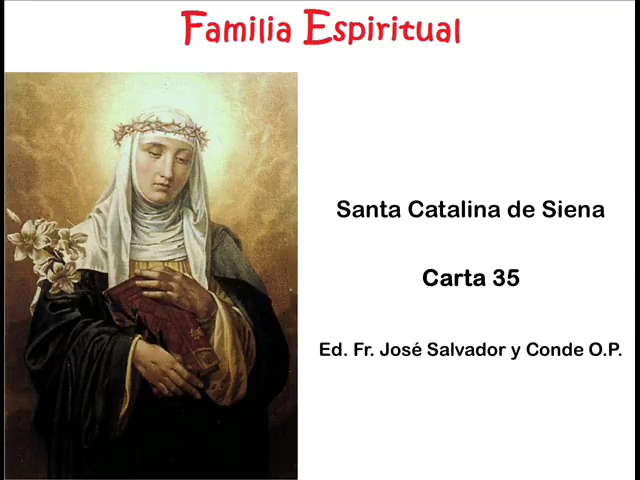 Familia Espiritual
Santa Catalina de Siena
Carta 35
Ed. Fr. José Salvador y Conde O.P.